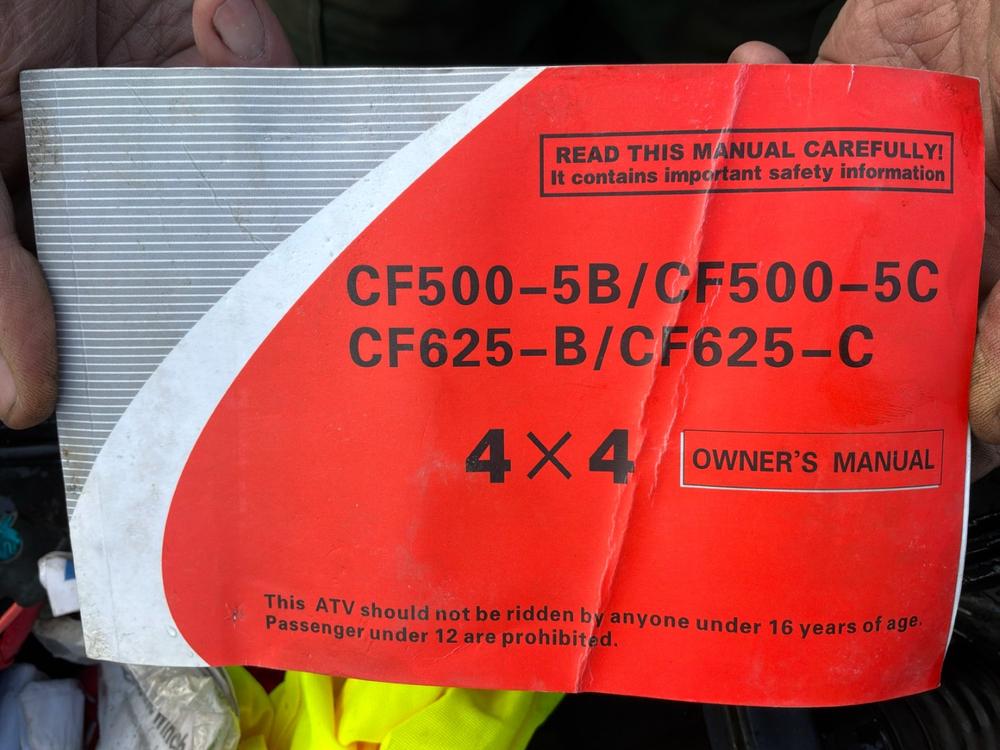 READ THIS MANUAL CAREFULLY!
It contains important safety information
CF500-5B/CF500-5C
CF625-B/CF625-C
4×4
OWNER'S MANUAL
This ATV should not be ridden by anyone under 16 years of age.
Passenger under 12 are prohibited.
winch